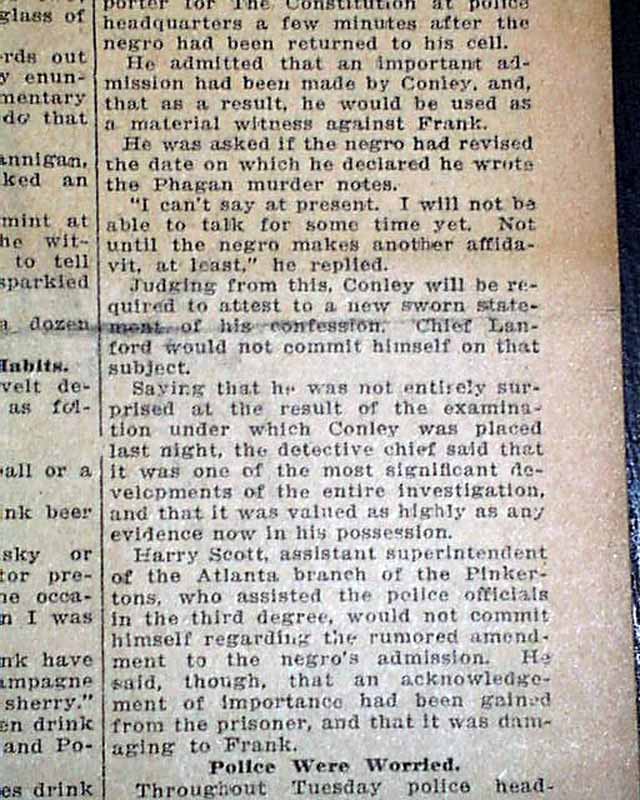 glass of
rds out
y enun-
mentary
do that
annigan,
ked an
mint at
he wit-
to tell
sparkled
a dozen
Habits.
velt de-
as fol-
all or a
nk beer
sky or
tor pre-
ne occa-
n I was
nk have
ampagne
sherry."
en drink
and Po-
es drink
porter for The Constitution at police
headquarters a few minutes after the
negro had been returned to his cell.
He admitted that an important ad-
mission had been made by Conley, and,
that as a result, he would be used as
a material witness against Frank.
He was asked if the negro had revised
the date on which he declared he wrote
the Phagan murder notes.
"I can't say at present. I will not be
able to talk for some time yet. Not
until the negro makes another affida-
vit, at least," he replied.
Judging from this, Conley will be re-
quired to attest to a new sworn state-
ment of his confession. Chief Lan-
ford would not commit himself on that
subject.
Saying that he was not entirely sur-
prised at the result of the examina-
tion under which Conley was placed
last night, the detective chief said that
it was one of the most significant de-
velopments of the entire investigation,
and that it was valued as highly as any
evidence now in his possession.
Harry Scott, assistant superintendent
of the Atlanta branch of the Pinker-
tons, who assisted the police officials
in the third degree, would not commit
himself regarding the rumored amend-
ment to the negro's admission. He
said, though, that an acknowledge-
ment of importance had been gained
from the prisoner, and that it was dam-
aging to Frank.
Police Were Worried.
Throughout Tuesday police head-